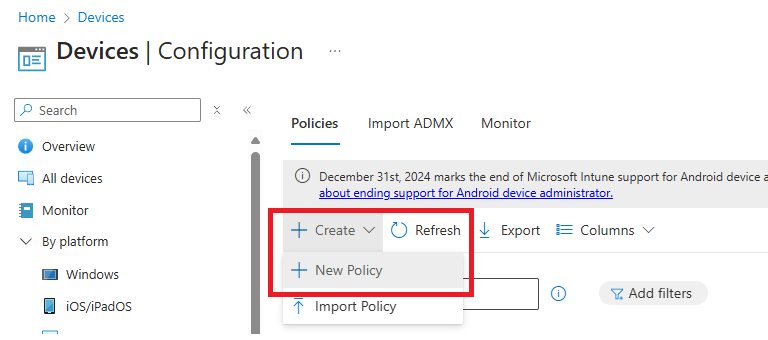 Home > Devices
Devices | Configuration ...
Search
Overview
All devices
Monitor
By platform
Windows
iOS/iPadOS
Policies Import ADMX Monitor
December 31st, 2024 marks the end of Microsoft Intune support for Android device a
about ending support for Android device administrator.
Create Refresh Export Columns
New Policy
Add filters
Import Policy